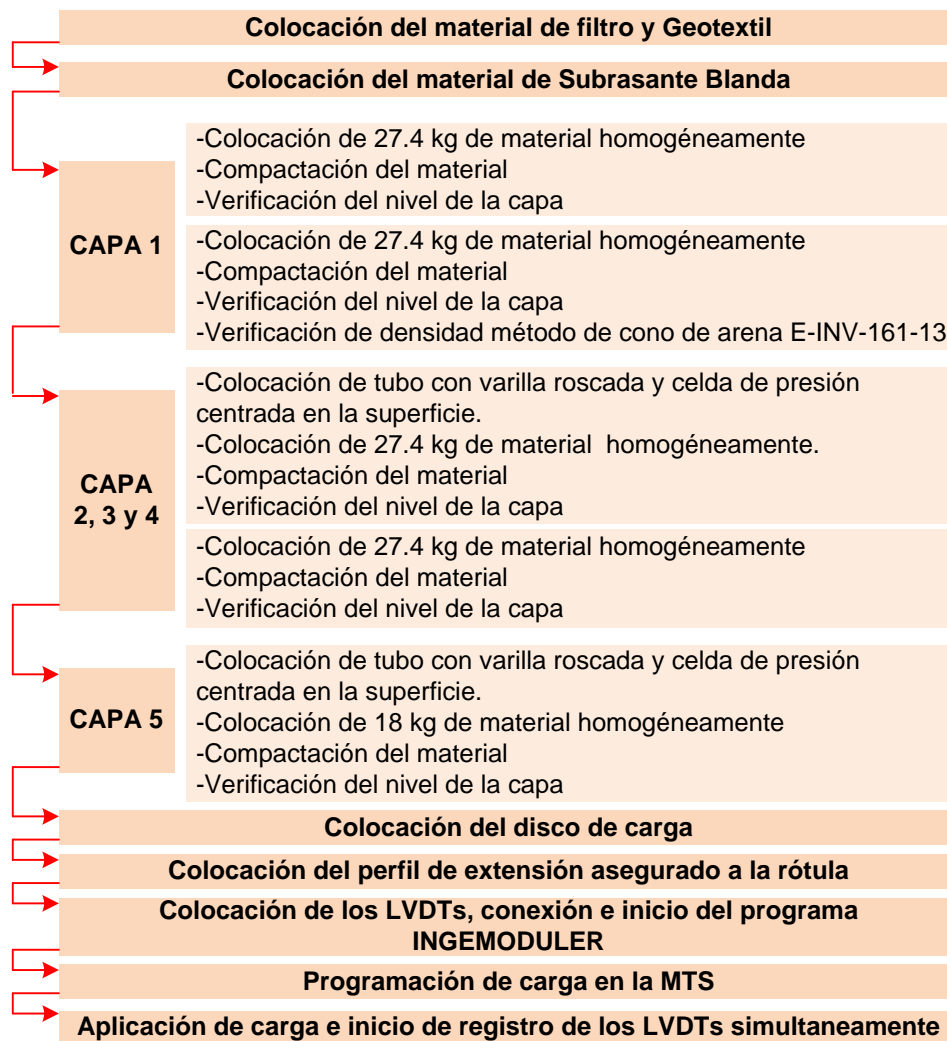 Colocación del material de filtro y Geotextil
Colocación del material de Subrasante Blanda
CAPA 1
-Colocación de 27.4 kg de material homogéneamente
-Compactación del material
-Verificación del nivel de la capa
-Colocación de 27.4 kg de material homogéneamente
-Compactación del material
-Verificación del nivel de la capa
-Verificación de densidad método de cono de arena E-INV-161-13
CAPA
2, 3 y 4
-Colocación de tubo con varilla roscada y celda de presión
centrada en la superficie.
-Colocación de 27.4 kg de material  homogéneamente.
-Compactación del material
-Verificación del nivel de la capa
-Colocación de 27.4 kg de material homogéneamente
-Compactación del material
-Verificación del nivel de la capa
CAPA 5
-Colocación de tubo con varilla roscada y celda de presión
centrada en la superficie.
-Colocación de 18 kg de material homogéneamente
-Compactación del material
-Verificación del nivel de la capa
Colocación del disco de carga
Colocación del perfil de extensión asegurado a la rótula
Colocación de los LVDTs, conexión e inicio del programa
INGEMODULER
Programación de carga en la MTS
Aplicación de carga e inicio de registro de los LVDTs simultaneamente